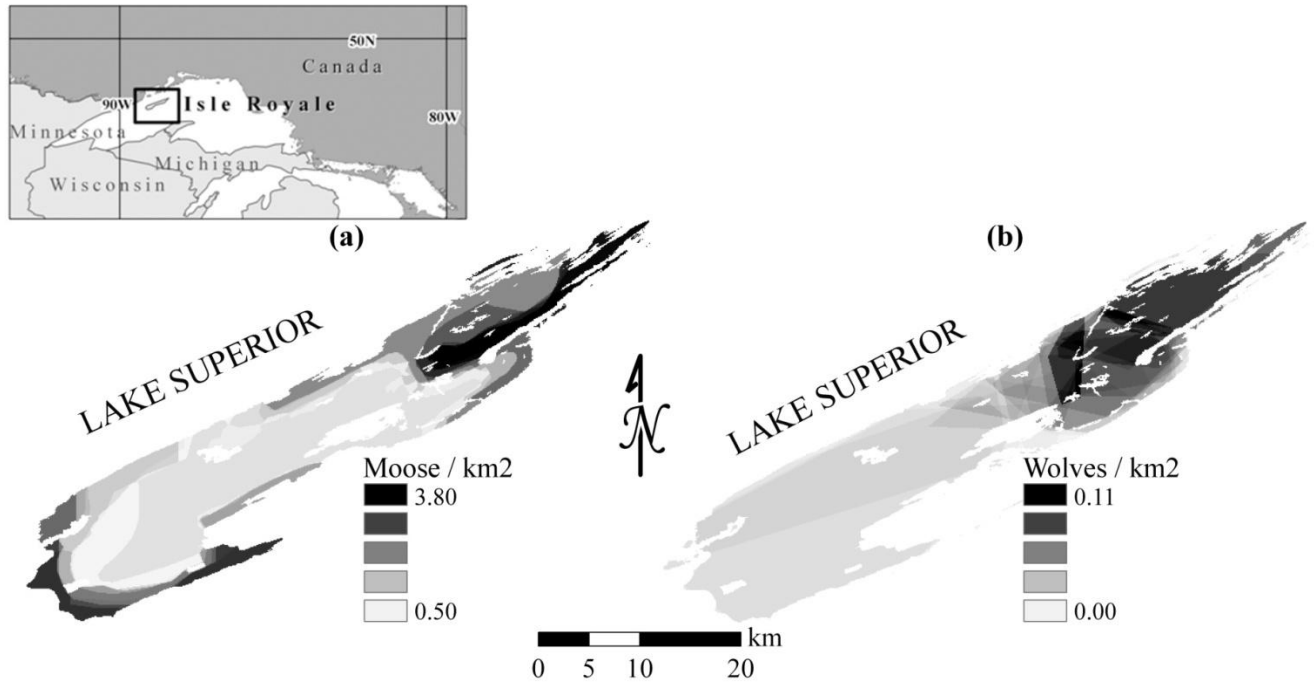 50N
Canada
90W
Isle Royale
80W
Minnesota
Michigan
Wisconsin
(a)
(b)
LAKE SUPERIOR
LAKE SUPERIOR
N
Moose / km2
3.80
0.50
Wolves / km2
0.11
0.00
km
0 5 10 20